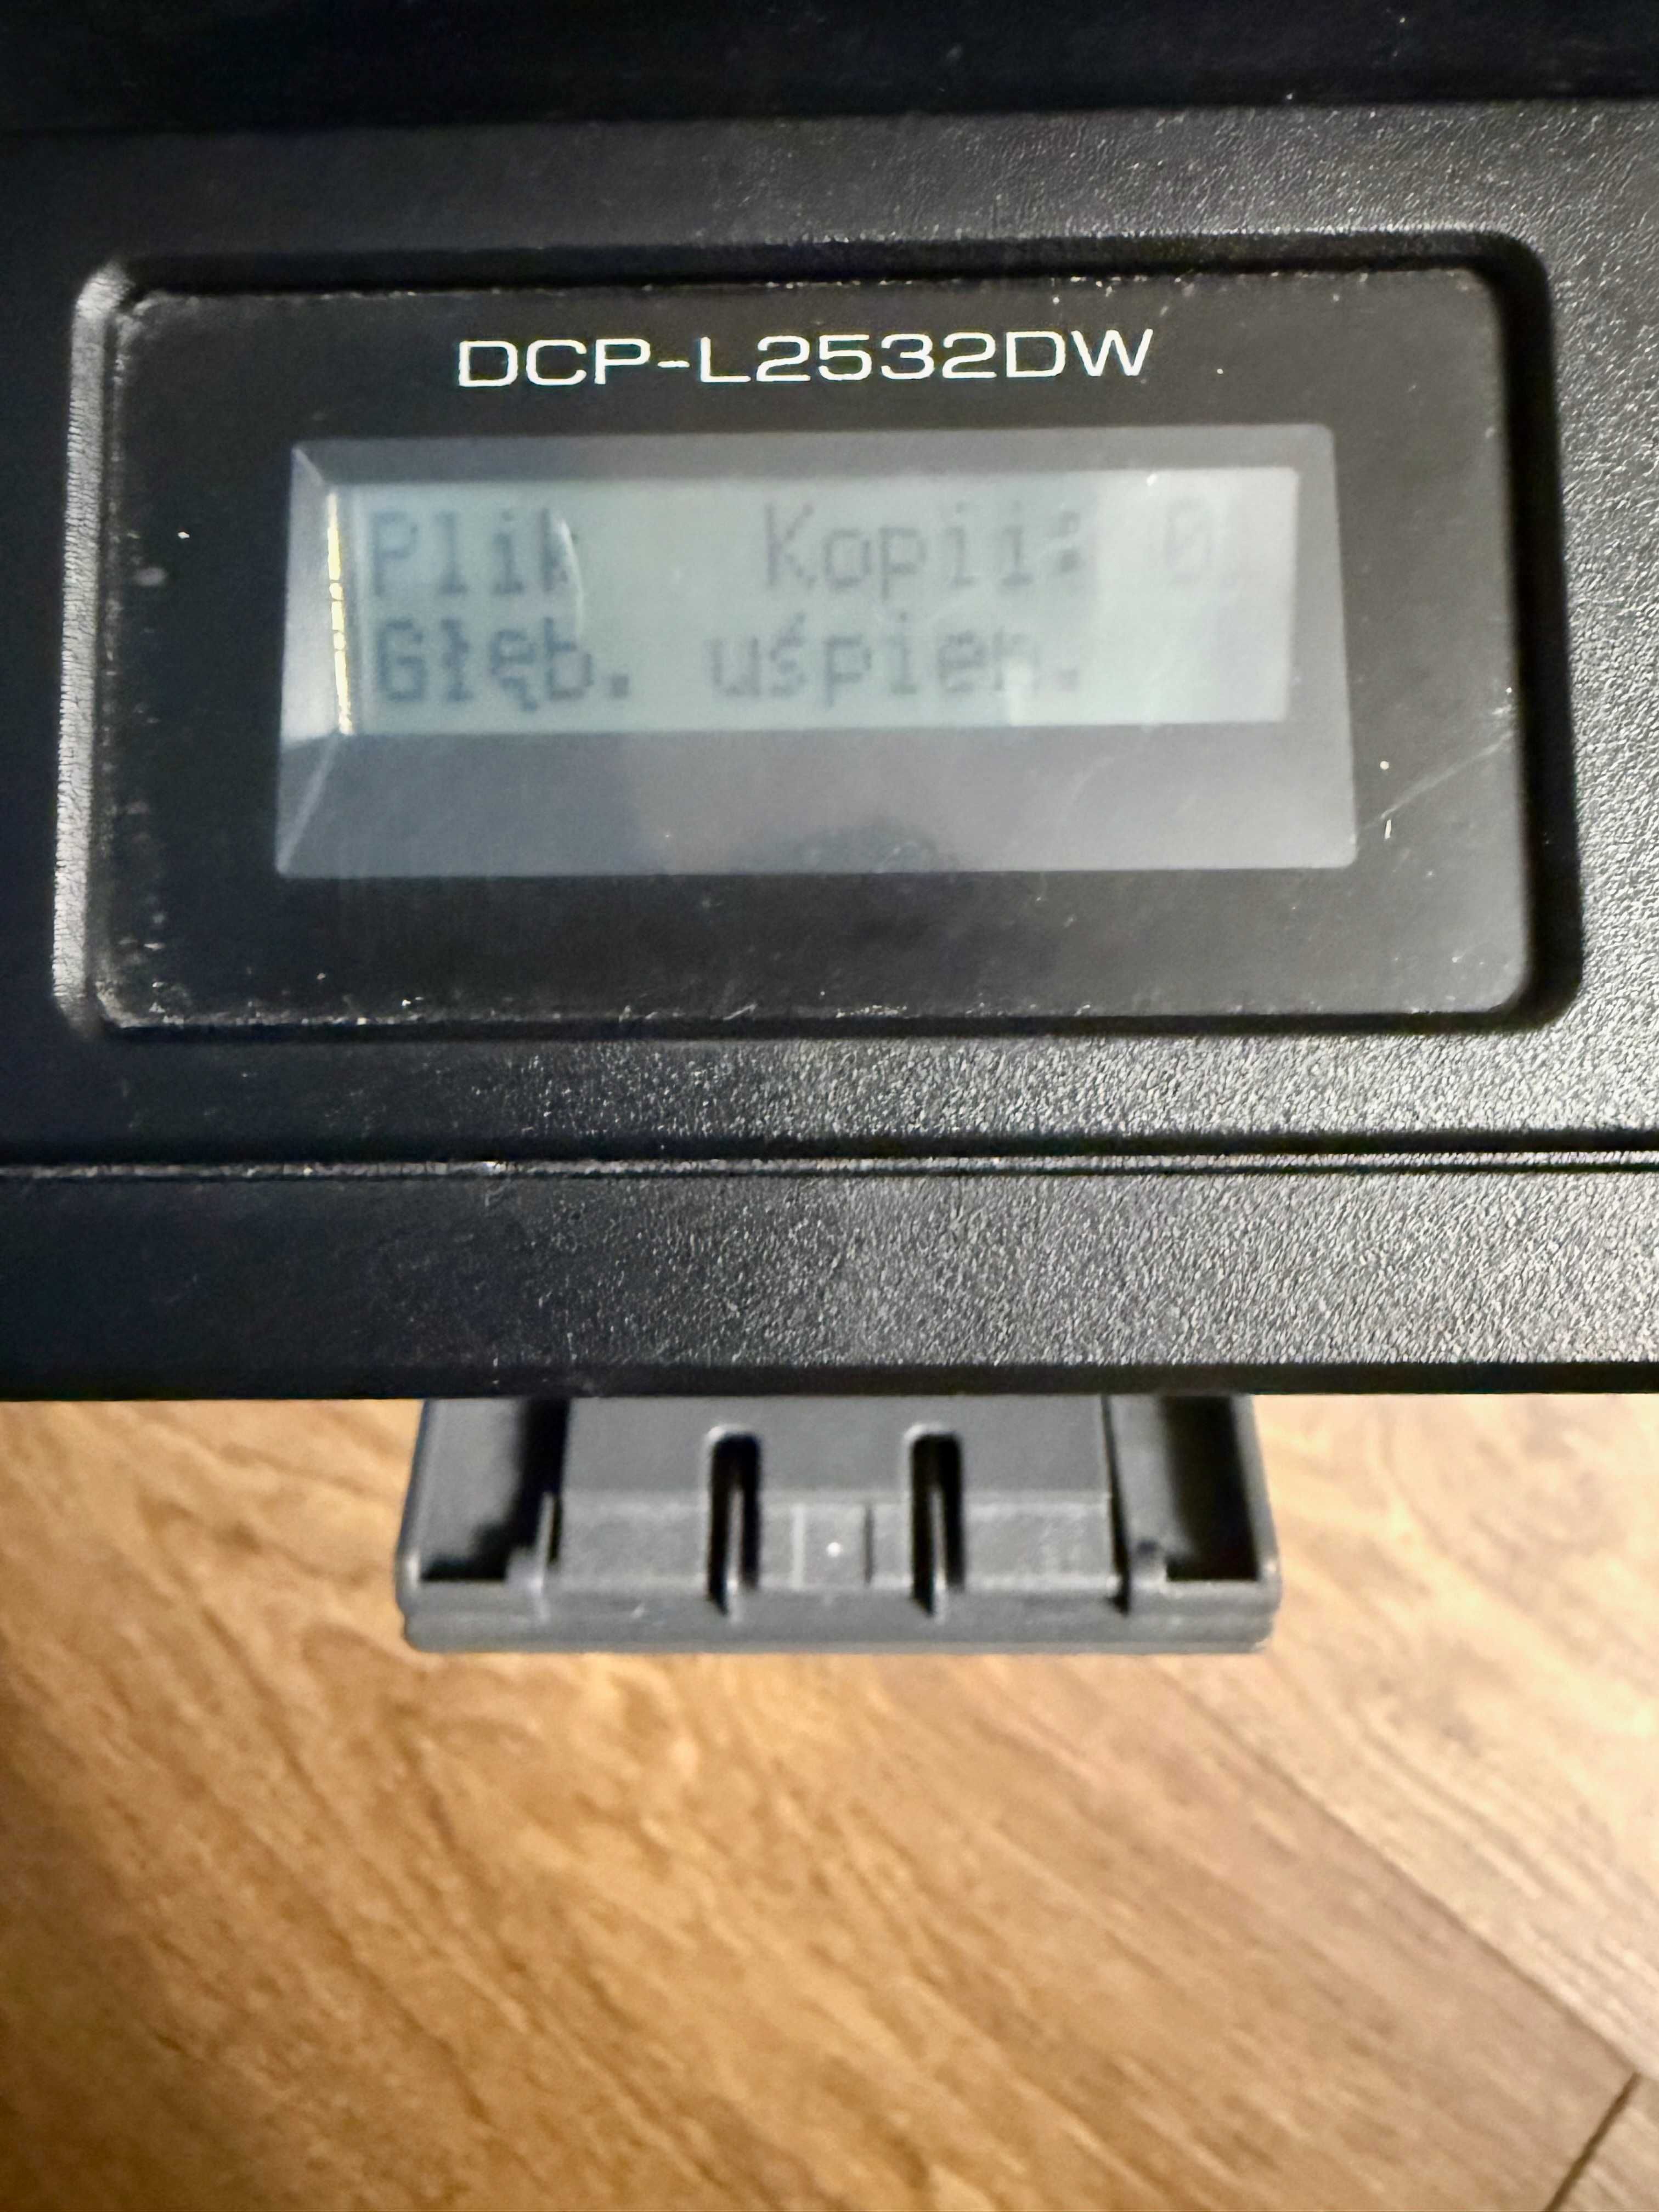 DCP-L2532DW
Plik Kopii: 0
Głęb. uśpien.